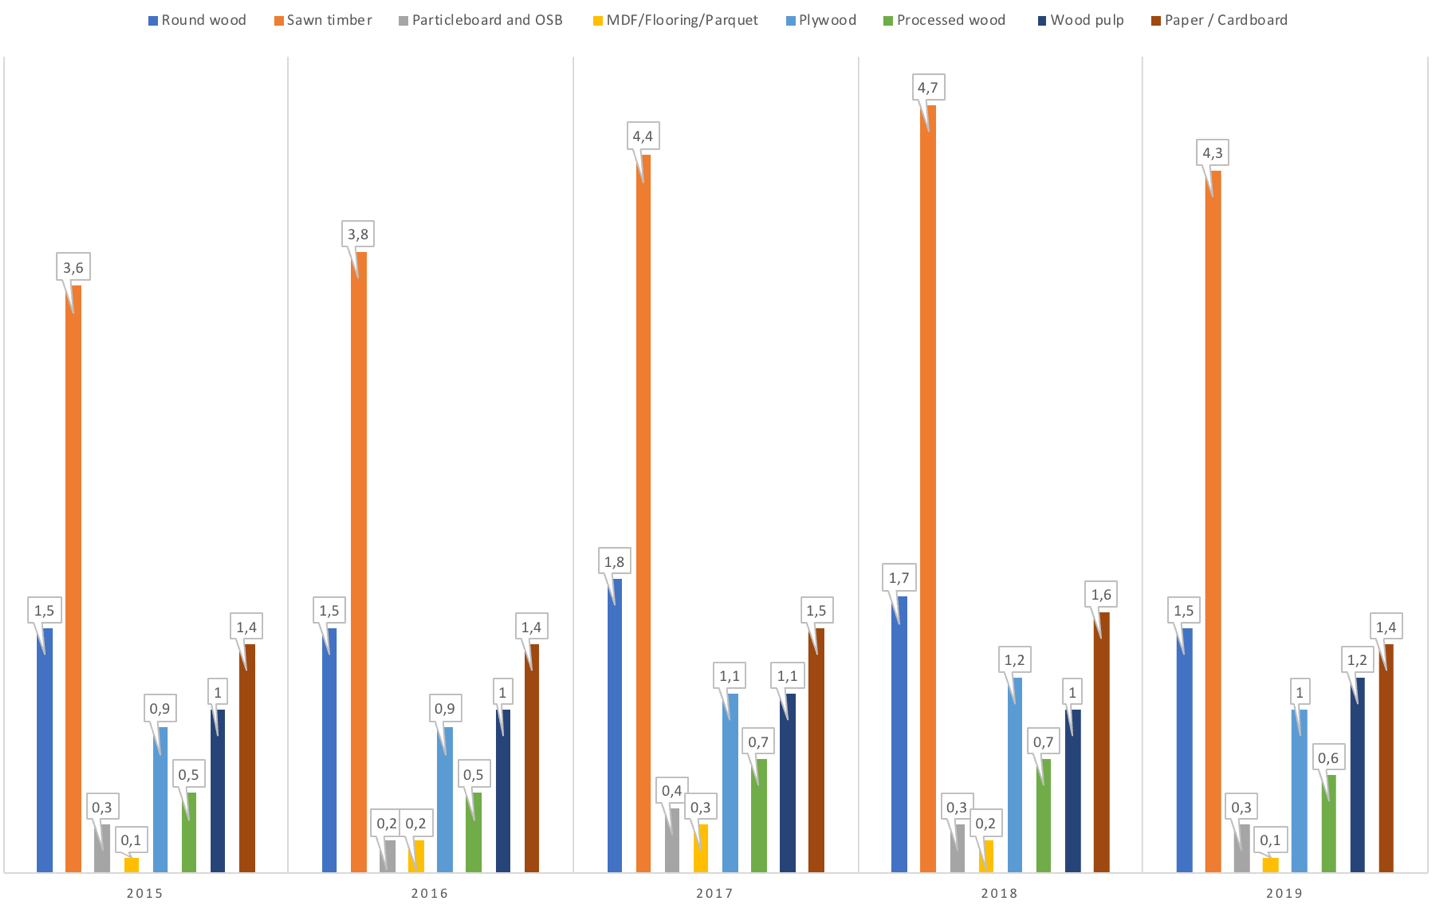 Round wood Sawn timber Particleboard and OSB MDF/Flooring/Parquet Plywood Processed wood Wood pulp Paper / Cardboard
1,5 3,6 0,3 0,1 0,9 0,5 1 1,4
1,5 3,8 0,2 0,2 0,9 0,5 1 1,4
1,8 4,4 0,4 0,3 1,1 0,7 1,1 1,5
1,7 4,7 0,3 0,2 1,2 0,7 1 1,6
1,5 4,3 0,3 0,1 1 0,6 1,2 1,4
2015 2016 2017 2018 2019